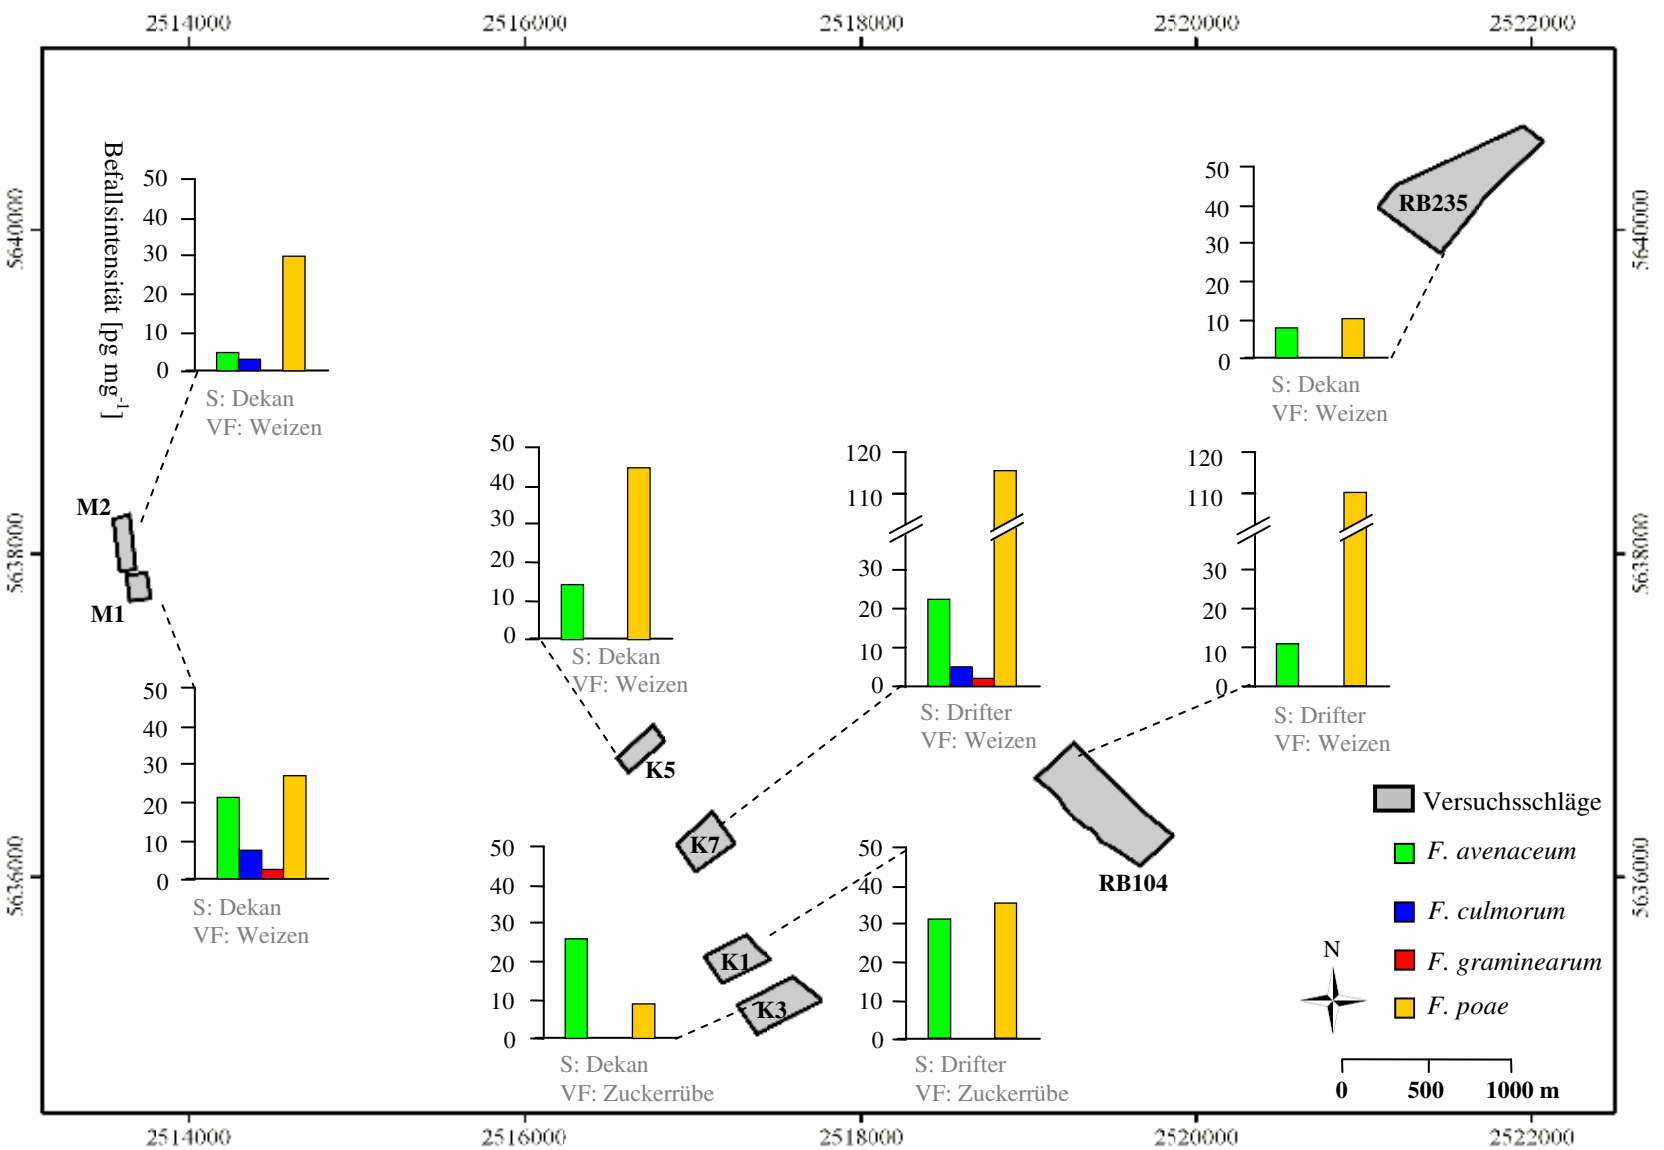 2514000 2516000 2518000 2520000 2522000
5640000
5638000
5636000
5640000
5638000
5636000
Befallsintensität [pg mg⁻¹]
50
40
30
20
10
0
S: Dekan
VF: Weizen
50
40
30
20
10
0
S: Dekan
VF: Weizen
RB235
M2
M1
50
40
30
20
10
0
S: Dekan
VF: Weizen
120
110
30
20
10
0
S: Drifter
VF: Weizen
120
110
30
20
10
0
S: Drifter
VF: Weizen
50
40
30
20
10
0
S: Dekan
VF: Weizen
K5
K7
K1
K3
RB104
50
40
30
20
10
0
S: Dekan
VF: Zuckerrübe
50
40
30
20
10
0
S: Drifter
VF: Zuckerrübe
Versuchsschläge
F. avenaceum
F. culmorum
F. graminearum
F. poae
N
0 500 1000 m
2514000 2516000 2518000 2520000 2522000